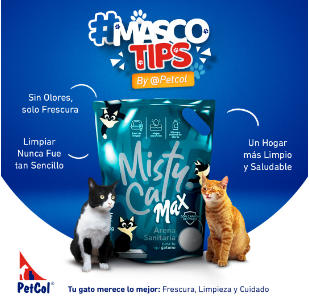 #MASCO
TIPS
By @Petcol
Sin Olores,
solo Frescura
Limpiar
Nunca Fue
tan Sencillo
Un Hogar
más Limpio
y Saludable
Misty
Cat
Max
Arena
Sanitaria
PetCol
Tu gato merece lo mejor: Frescura, Limpieza y Cuidado